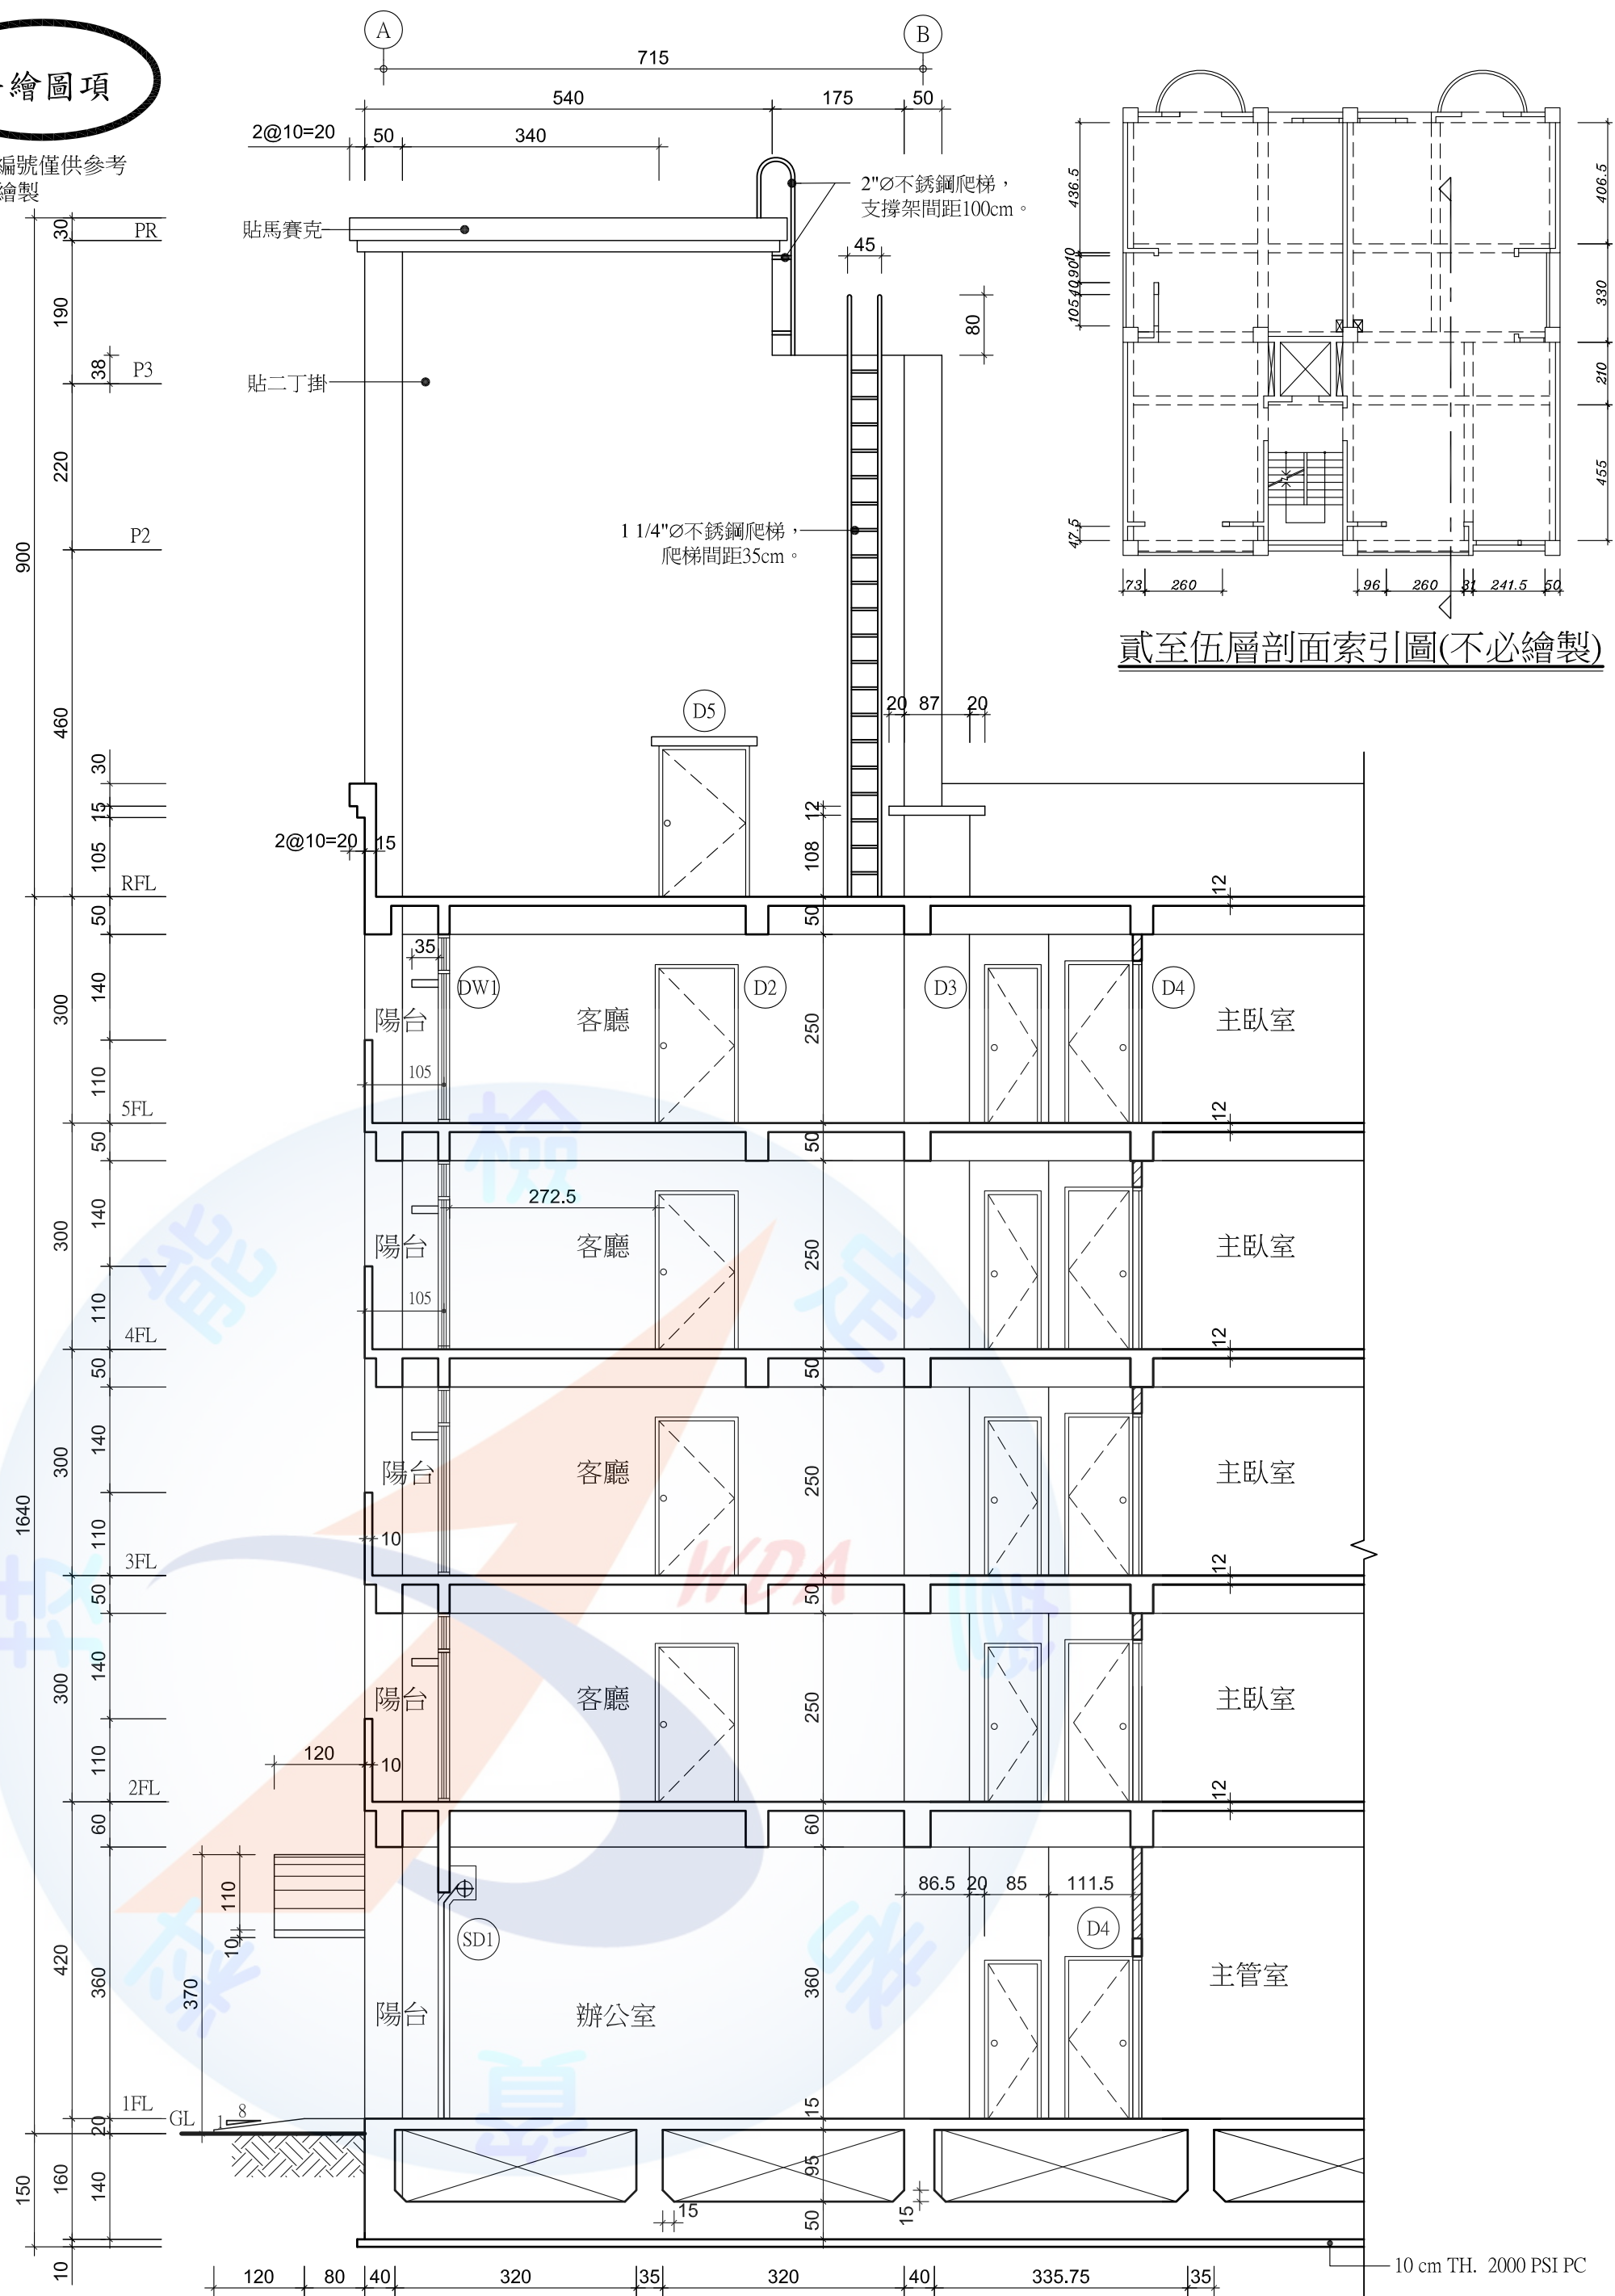 繪圖項
編號僅供參考
繪製
A
B
715
540
175
50
2@10=20
50
340
2"Ø不銹鋼爬梯，
支撐架間距100cm。
貼馬賽克
45
80
貼二丁掛
1 1/4"Ø不銹鋼爬梯，
爬梯間距35cm。
D5
20
87
20
12
108
2@10=20
15
30
PR
190
38
P3
220
P2
900
460
30
15
105
RFL
50
12
50
35
DW1
D2
D3
D4
140
300
陽台
客廳
250
主臥室
110
105
5FL
50
12
50
272.5
140
300
陽台
客廳
250
主臥室
110
105
4FL
50
12
50
140
300
陽台
客廳
250
主臥室
1640
110
10
3FL
50
12
50
140
300
陽台
客廳
250
主臥室
120
110
10
2FL
12
60
60
86.5
20
85
111.5
110
D4
SD1
10
420
360
370
360
主管室
陽台
辦公室
1FL
GL
1
8
20
15
150
160
140
95
15
15
50
10
10 cm TH. 2000 PSI PC
120
80
40
320
35
320
40
335.75
35
436.5
10
90
40
105
47.5
406.5
330
210
455
73
260
96
260
31
241.5
50
貳至伍層剖面索引圖(不必繪製)
檢
能
定
技
WDA